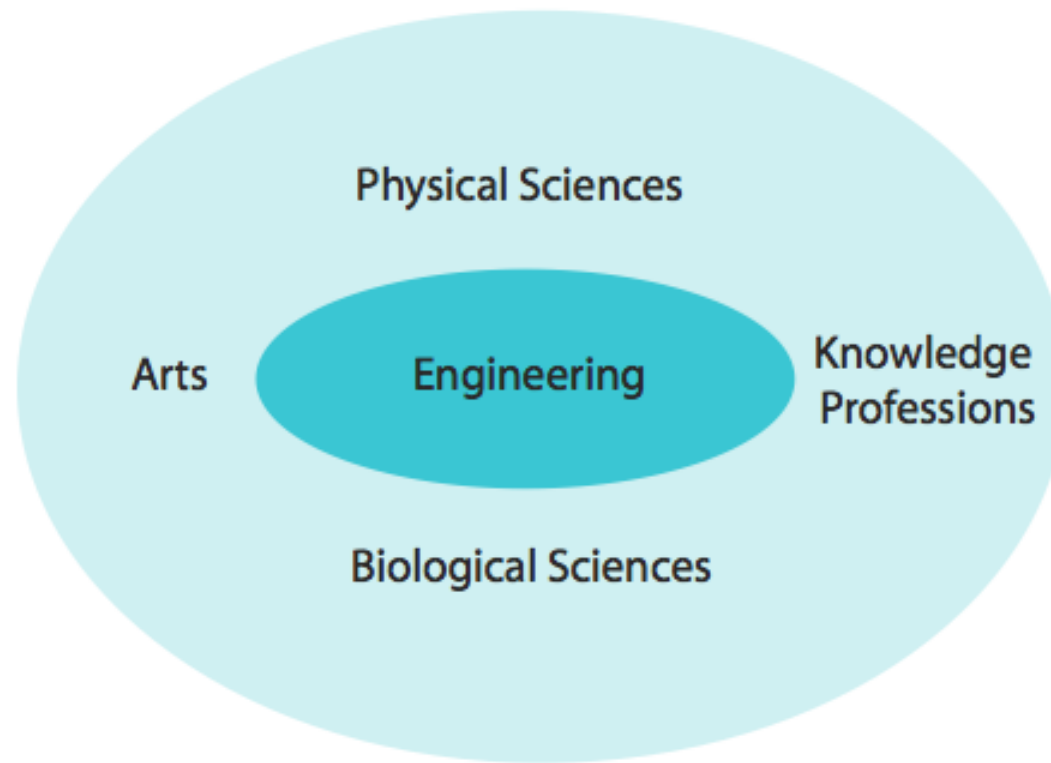 Physical Sciences
Arts
Engineering
Knowledge
Professions
Biological Sciences